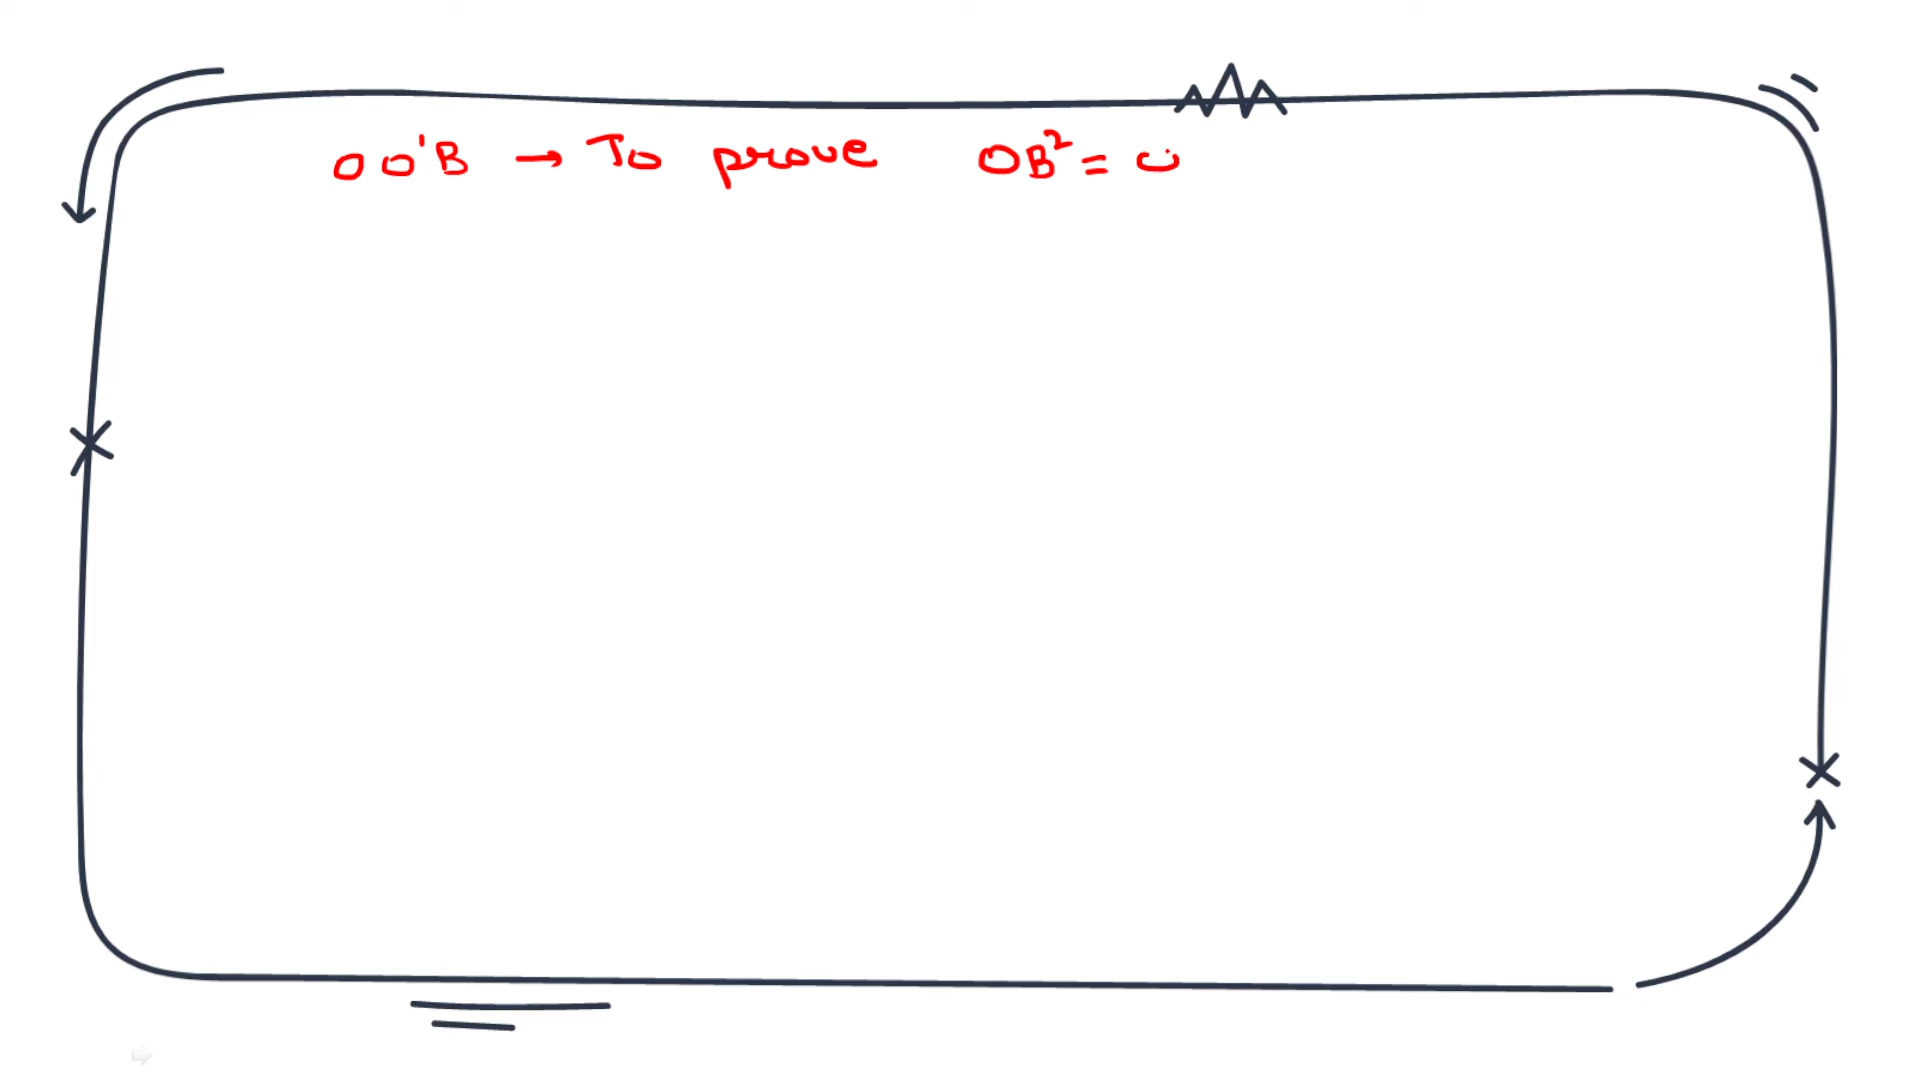 OO'B → To prove OB² =